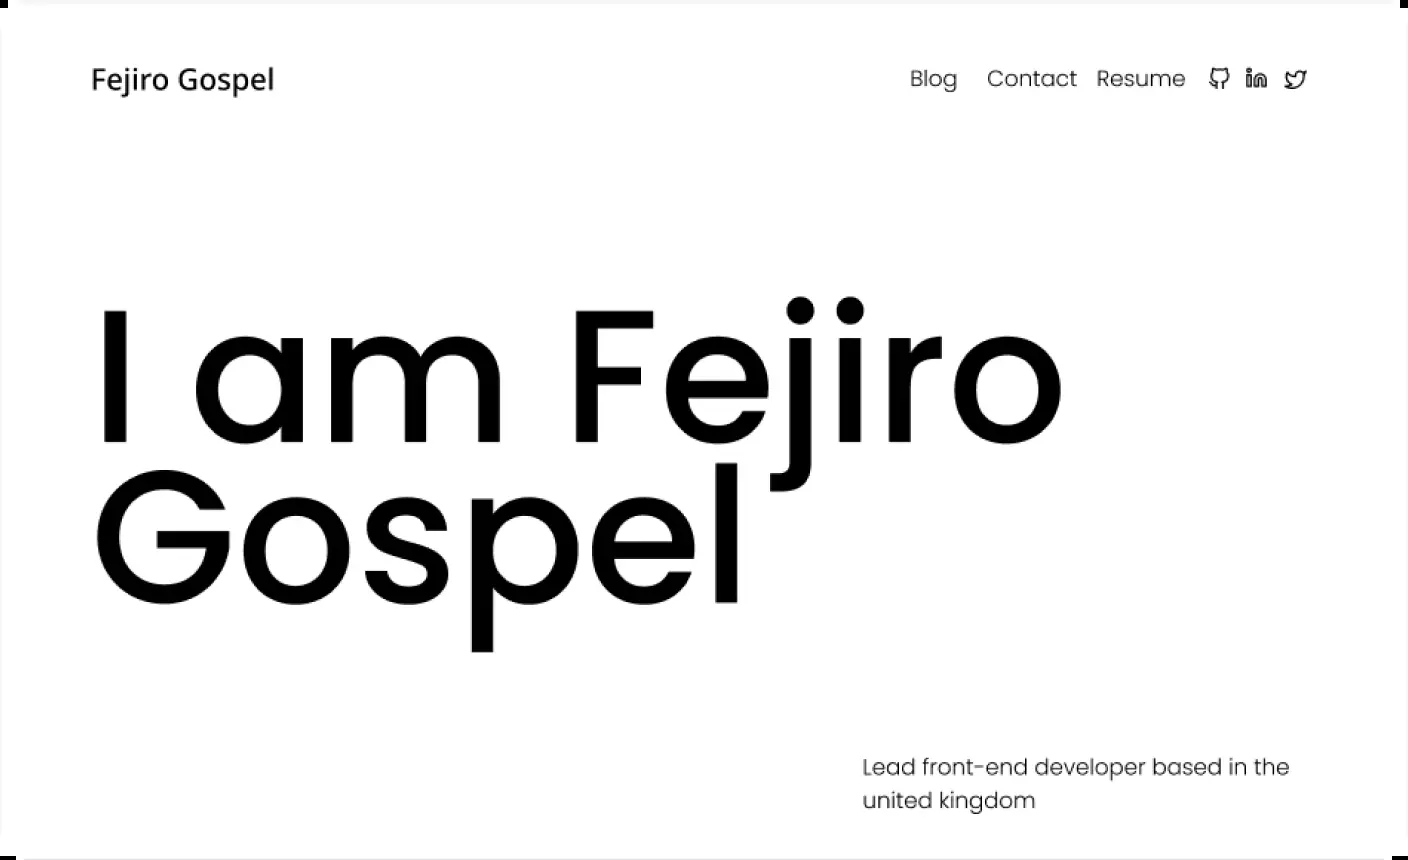 Fejiro Gospel
Blog Contact Resume
I am Fejiro
Gospel
Lead front-end developer based in the
united kingdom